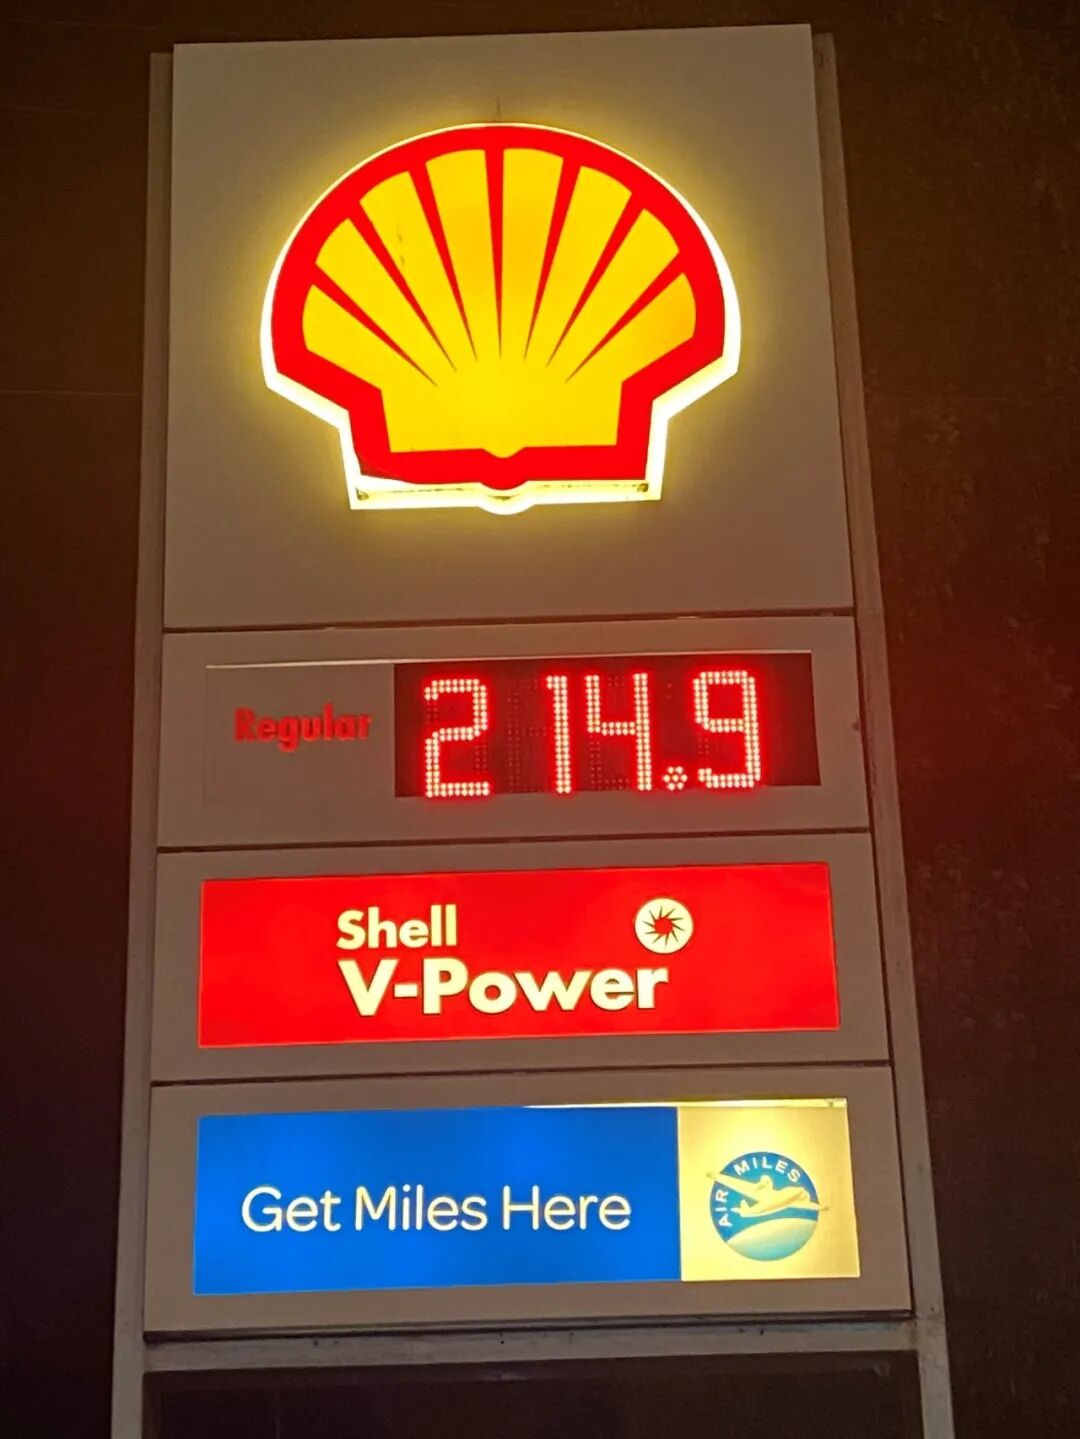 Regular 214.9
Shell
V-Power
Get Miles Here
AIR MILES